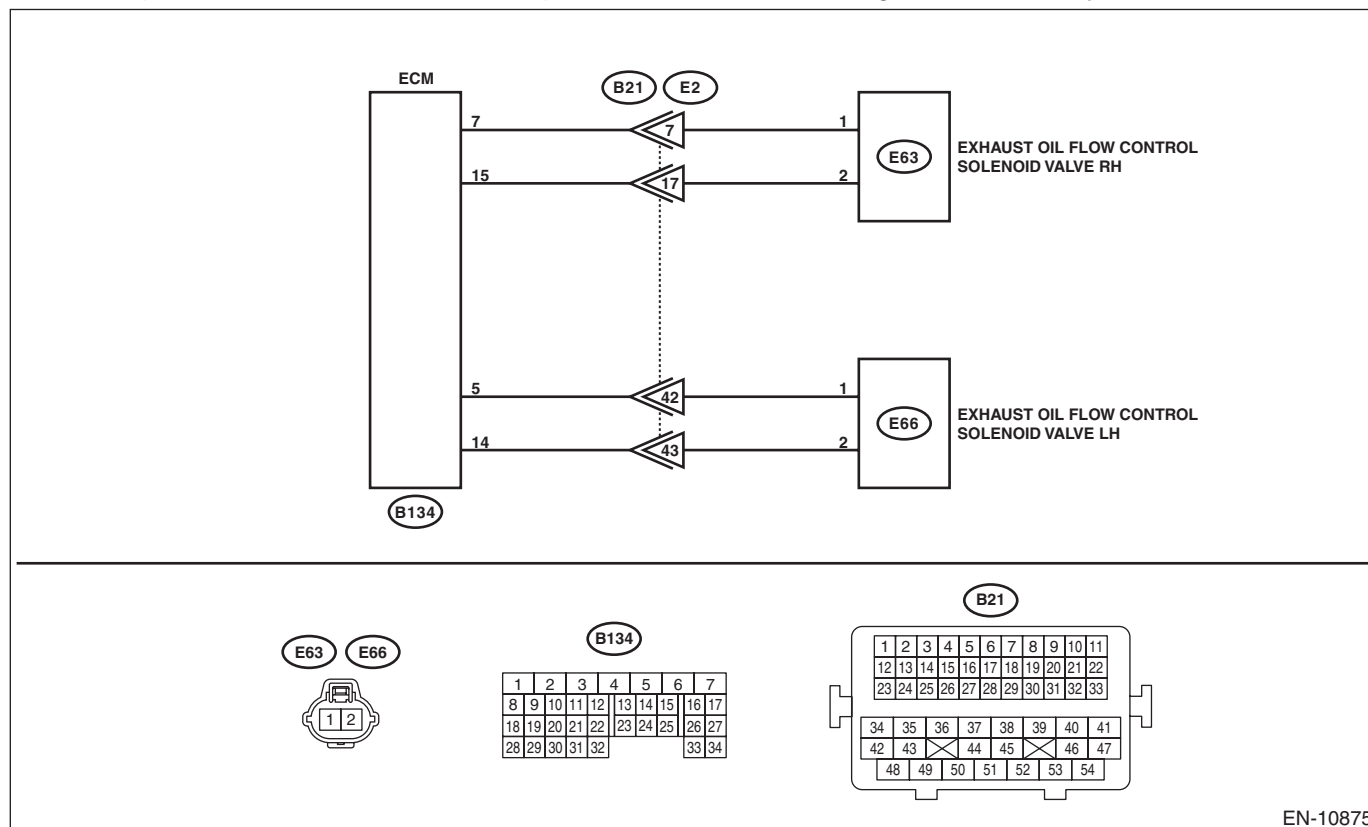 ECM
B21 E2
7 7 1
E63
EXHAUST OIL FLOW CONTROL
SOLENOID VALVE RH
15 17 2
5 42 1
E66
EXHAUST OIL FLOW CONTROL
SOLENOID VALVE LH
14 43 2
B134
E63 E66
1 2
B134
1 2 3 4 5 6 7
8 9 10 11 12 13 14 15 16 17
18 19 20 21 22 23 24 25 26 27
28 29 30 31 32 33 34
B21
1 2 3 4 5 6 7 8 9 10 11
12 13 14 15 16 17 18 19 20 21 22
23 24 25 26 27 28 29 30 31 32 33
34 35 36 37 38 39 40 41
42 43 44 45 46 47
48 49 50 51 52 53 54
EN-10875